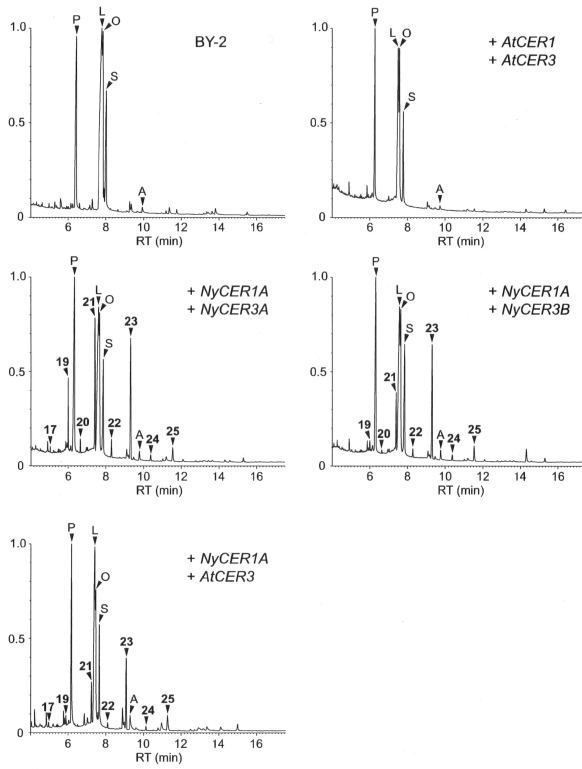 BY-2
P
L
O
S
A
1.0
0.5
0
6 8 10 12 14 16
RT (min)
+ AtCER1
+ AtCER3
P
L O
S
A
1.0
0.5
0
6 8 10 12 14 16
RT (min)
+ NyCER1A
+ NyCER3A
P
L
21
O
23
S
19
17
20
22
A
24
25
1.0
0.5
0
6 8 10 12 14 16
RT (min)
+ NyCER1A
+ NyCER3B
P
L
O
S
23
21
19
20
22
A
24
25
1.0
0.5
0
6 8 10 12 14 16
RT (min)
+ NyCER1A
+ AtCER3
P
L
O
S
23
21
17
19
22
A
24
25
1.0
0.5
0
6 8 10 12 14 16
RT (min)